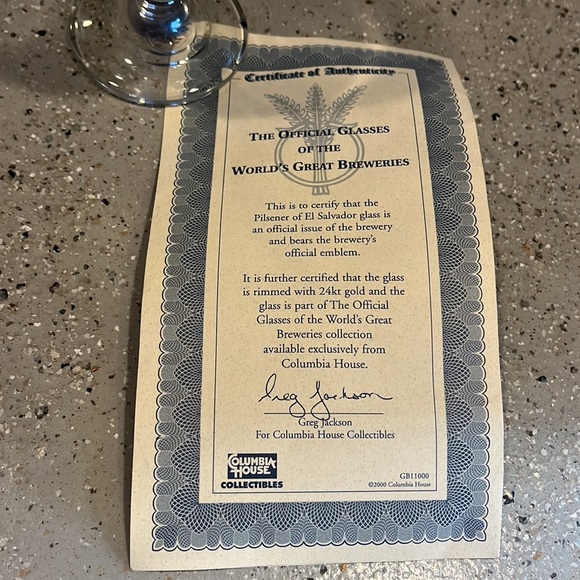 Certificate of Authenticity
THE OFFICIAL GLASSES
OF THE
WORLD'S GREAT BREWERIES
This is to certify that the
Pilsener of El Salvador glass is
an official issue of the brewery
and bears the brewery's
official emblem.
It is further certified that the glass
is rimmed with 24kt gold and the
glass is part of The Official
Glasses of the World's Great
Breweries collection
available exclusively from
Columbia House.
Greg Jackson
Greg Jackson
For Columbia House Collectibles
COLUMBIA
HOUSE
COLLECTIBLES
GB11000
©2000 Columbia House